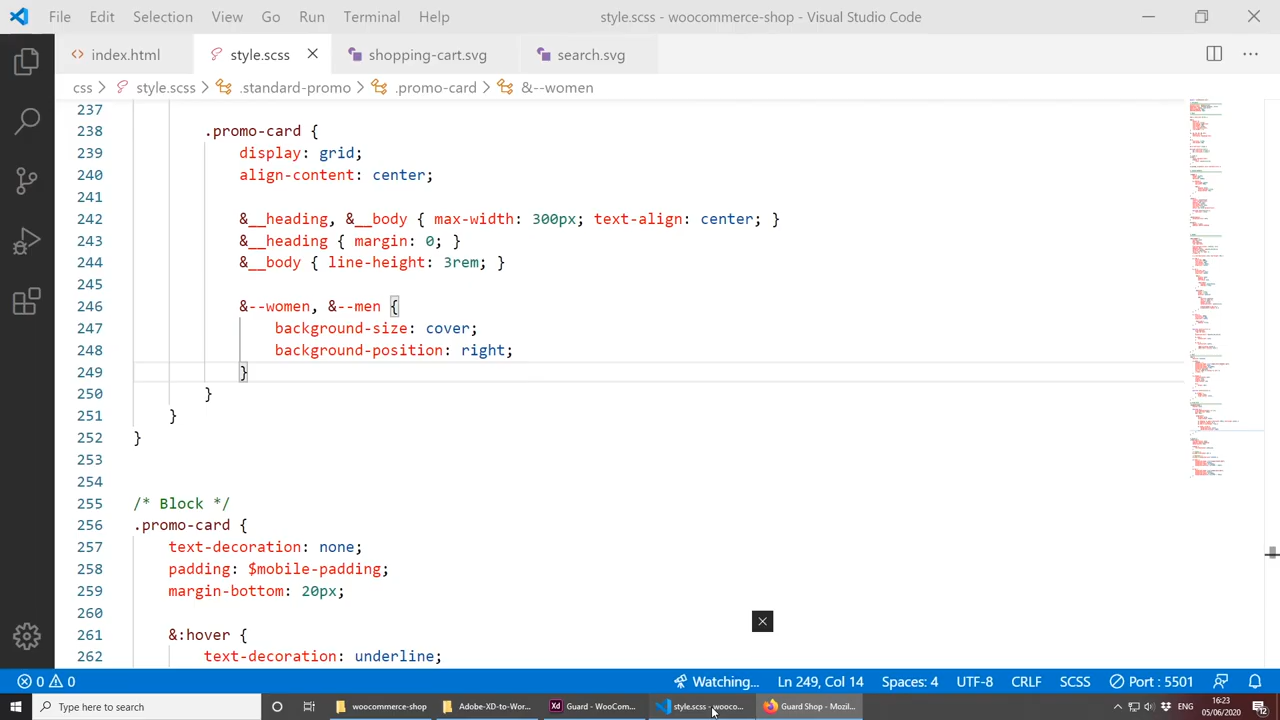 File Edit Selection View Go Run Terminal Help style.scss - woocommerce-shop - Visual Studio Code
index.html style.scss shopping-cart.svg search.svg ...
css > style.scss > .standard-promo > .promo-card > &--women
237
238 .promo-card {
239 display: grid;
240 align-content: center;
241
242 &__heading, &__body { max-width: 300px; text-align: center; }
243 &__heading { margin: 0; }
244 &__body { line-height: 3rem; }
245
246 &--women, &--men {
247 background-size: cover;
248 background-position: right;
249 }
250 }
251 }
252 }
253
254
255 /* Block */
256 .promo-card {
257 text-decoration: none;
258 padding: $mobile-padding;
259 margin-bottom: 20px;
260
261 &:hover {
262 text-decoration: underline;
0 0 Watching... Ln 249, Col 14 Spaces: 4 UTF-8 CRLF SCSS Port : 5501
Type here to search woocommerce-shop Adobe-XD-to-Wor... Guard - WooCom... style.scss - wooco... Guard Shop - Mozil... 16:23
05/06/2020